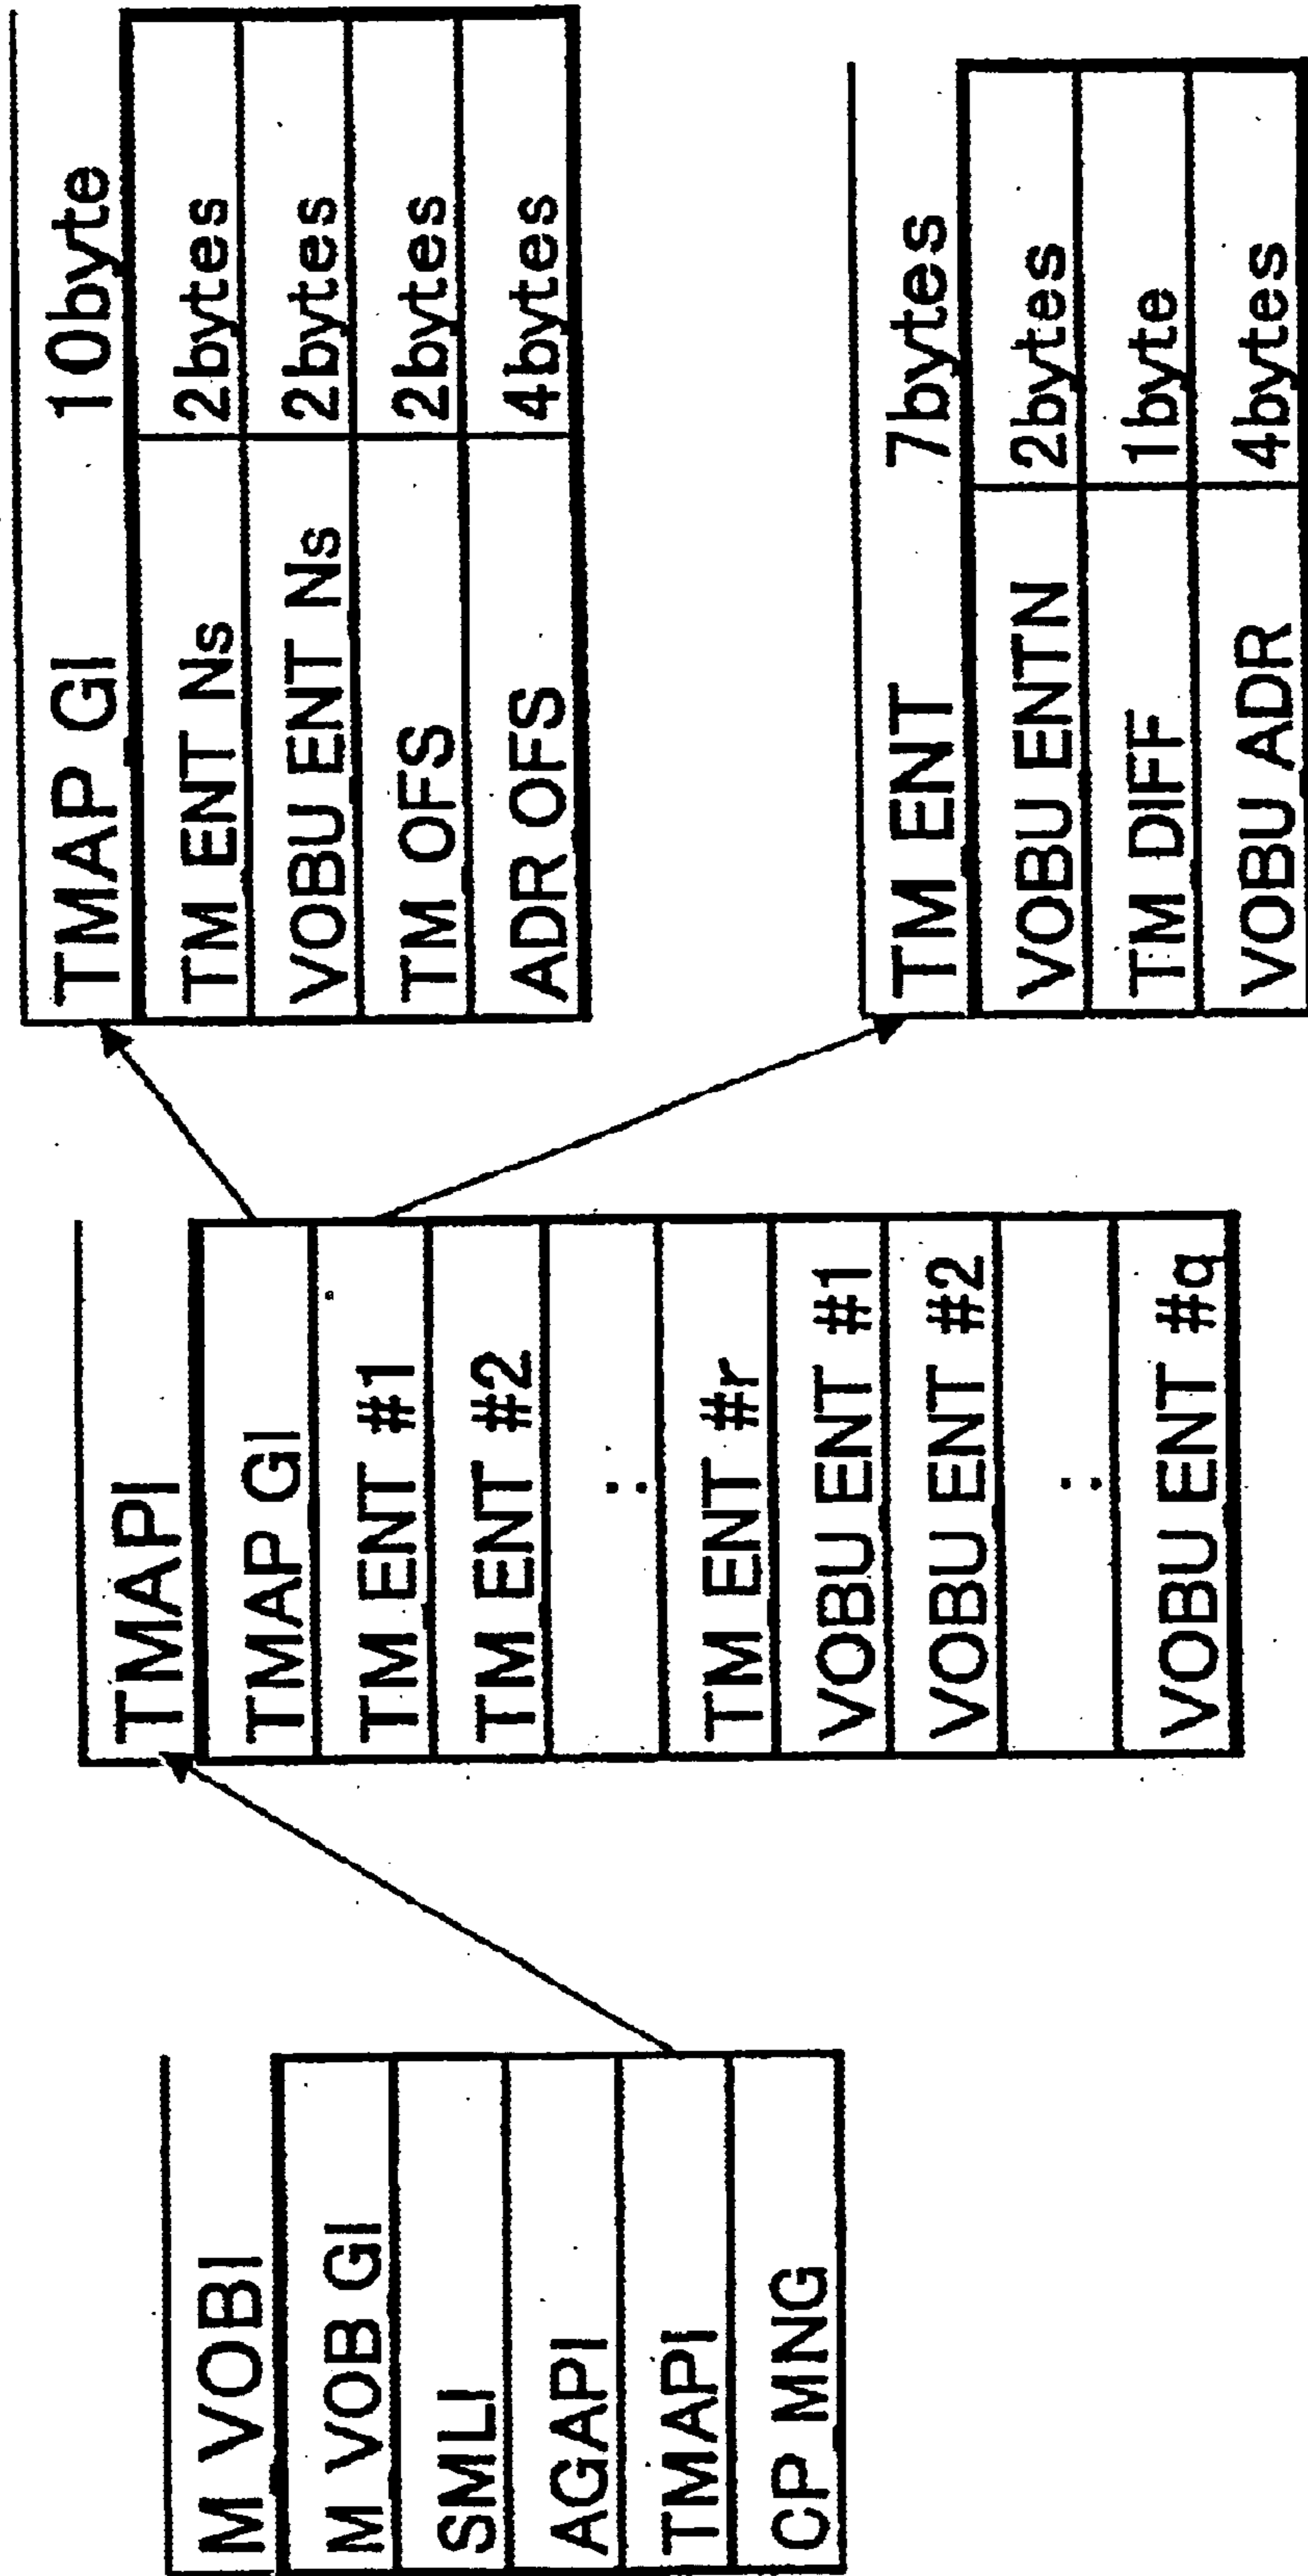 M VOBI
M VOB GI
SMLI
AGAPI
TMAPI
CP MNG
TMAPI
TMAP GI
TM ENT #1
TM ENT #2
:
TM ENT #r
VOBU ENT #1
VOBU ENT #2
:
VOBU ENT #q
TMAP GI 10byte
TM ENT Ns 2bytes
VOBU ENT Ns 2bytes
TM OFS 2bytes
ADR OFS 4bytes
TM ENT 7bytes
VOBU ENTN 2bytes
TM DIFF 1byte
VOBU ADR 4bytes